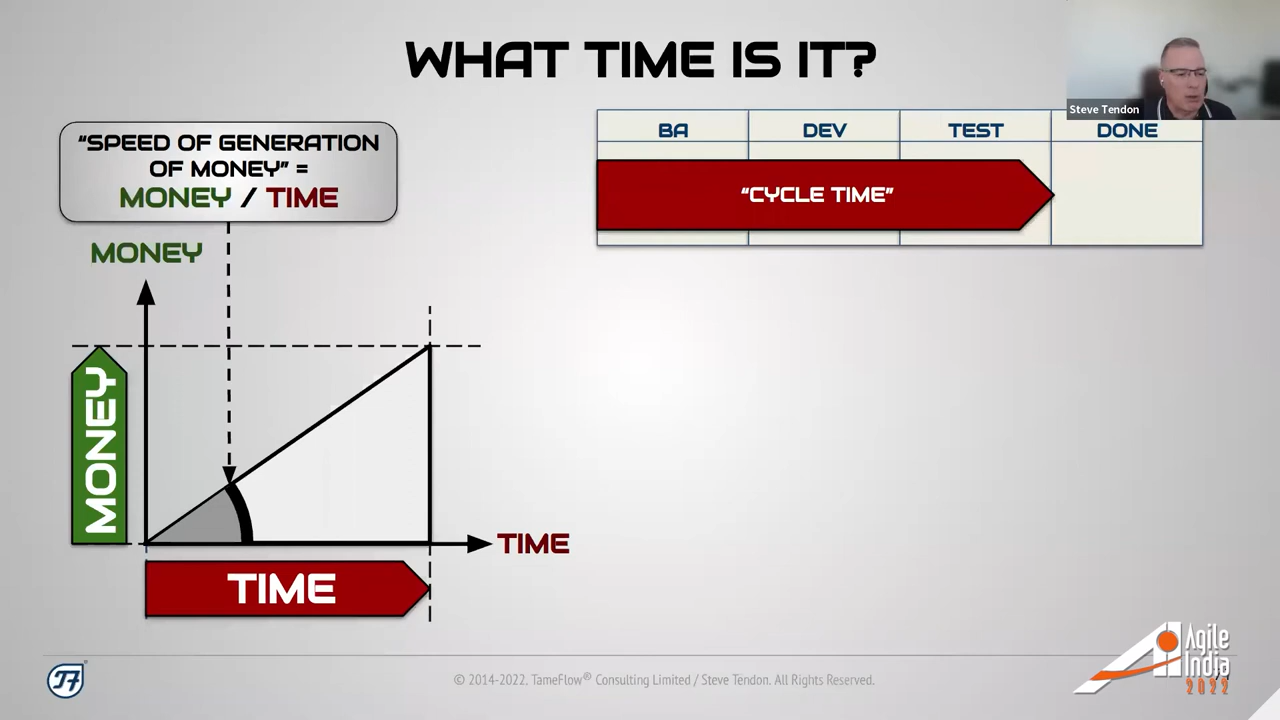 WHAT TIME IS IT?
Steve Tendon
“SPEED OF GENERATION
OF MONEY” =
MONEY / TIME
BA DEV TEST DONE
“CYCLE TIME”
MONEY
MONEY
TIME
TIME
© 2014-2022. TameFlow® Consulting Limited / Steve Tendon. All Rights Reserved.
Agile
India
2022